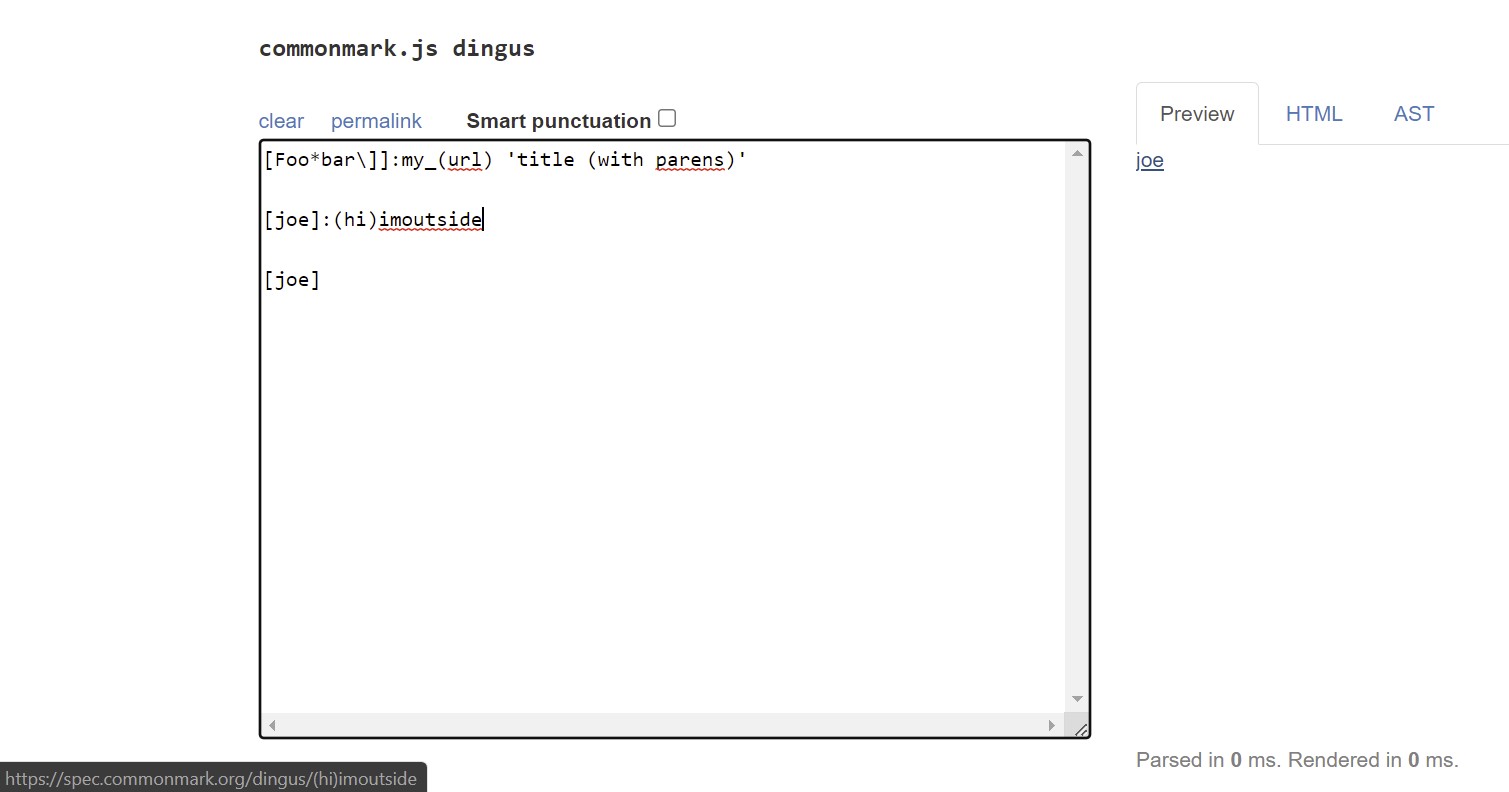 commonmark.js dingus
clear permalink Smart punctuation
Preview HTML AST
[Foo*bar\]]:my_(url) 'title (with parens)'
[joe]:(hi)imoutside
[joe]
joe
Parsed in 0 ms. Rendered in 0 ms.
https://spec.commonmark.org/dingus/(hi)imoutside